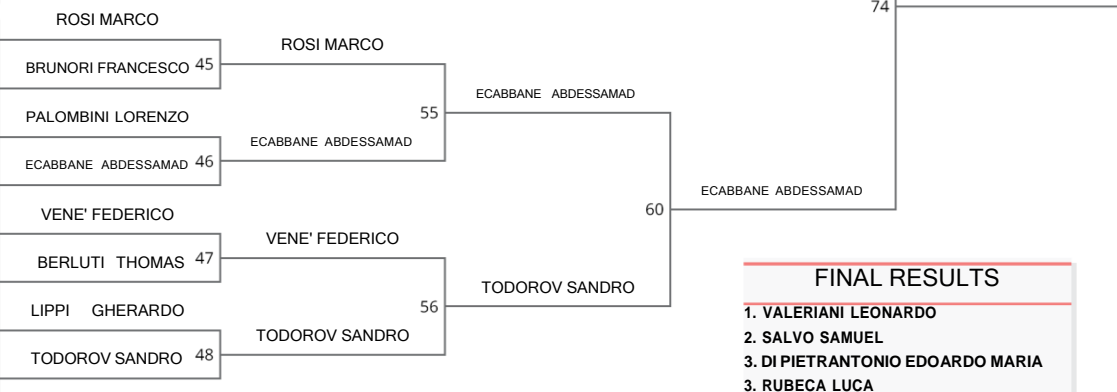 74
ROSI MARCO
ROSI MARCO
BRUNORI FRANCESCO 45
ECABBANE ABDESSAMAD
55
PALOMBINI LORENZO
ECABBANE ABDESSAMAD
ECABBANE ABDESSAMAD 46
ECABBANE ABDESSAMAD
60
VENE' FEDERICO
VENE' FEDERICO
BERLUTI THOMAS 47
TODOROV SANDRO
56
LIPPI GHERARDO
TODOROV SANDRO
TODOROV SANDRO 48
FINAL RESULTS
1. VALERIANI LEONARDO
2. SALVO SAMUEL
3. DI PIETRANTONIO EDOARDO MARIA
3. RUBECA LUCA